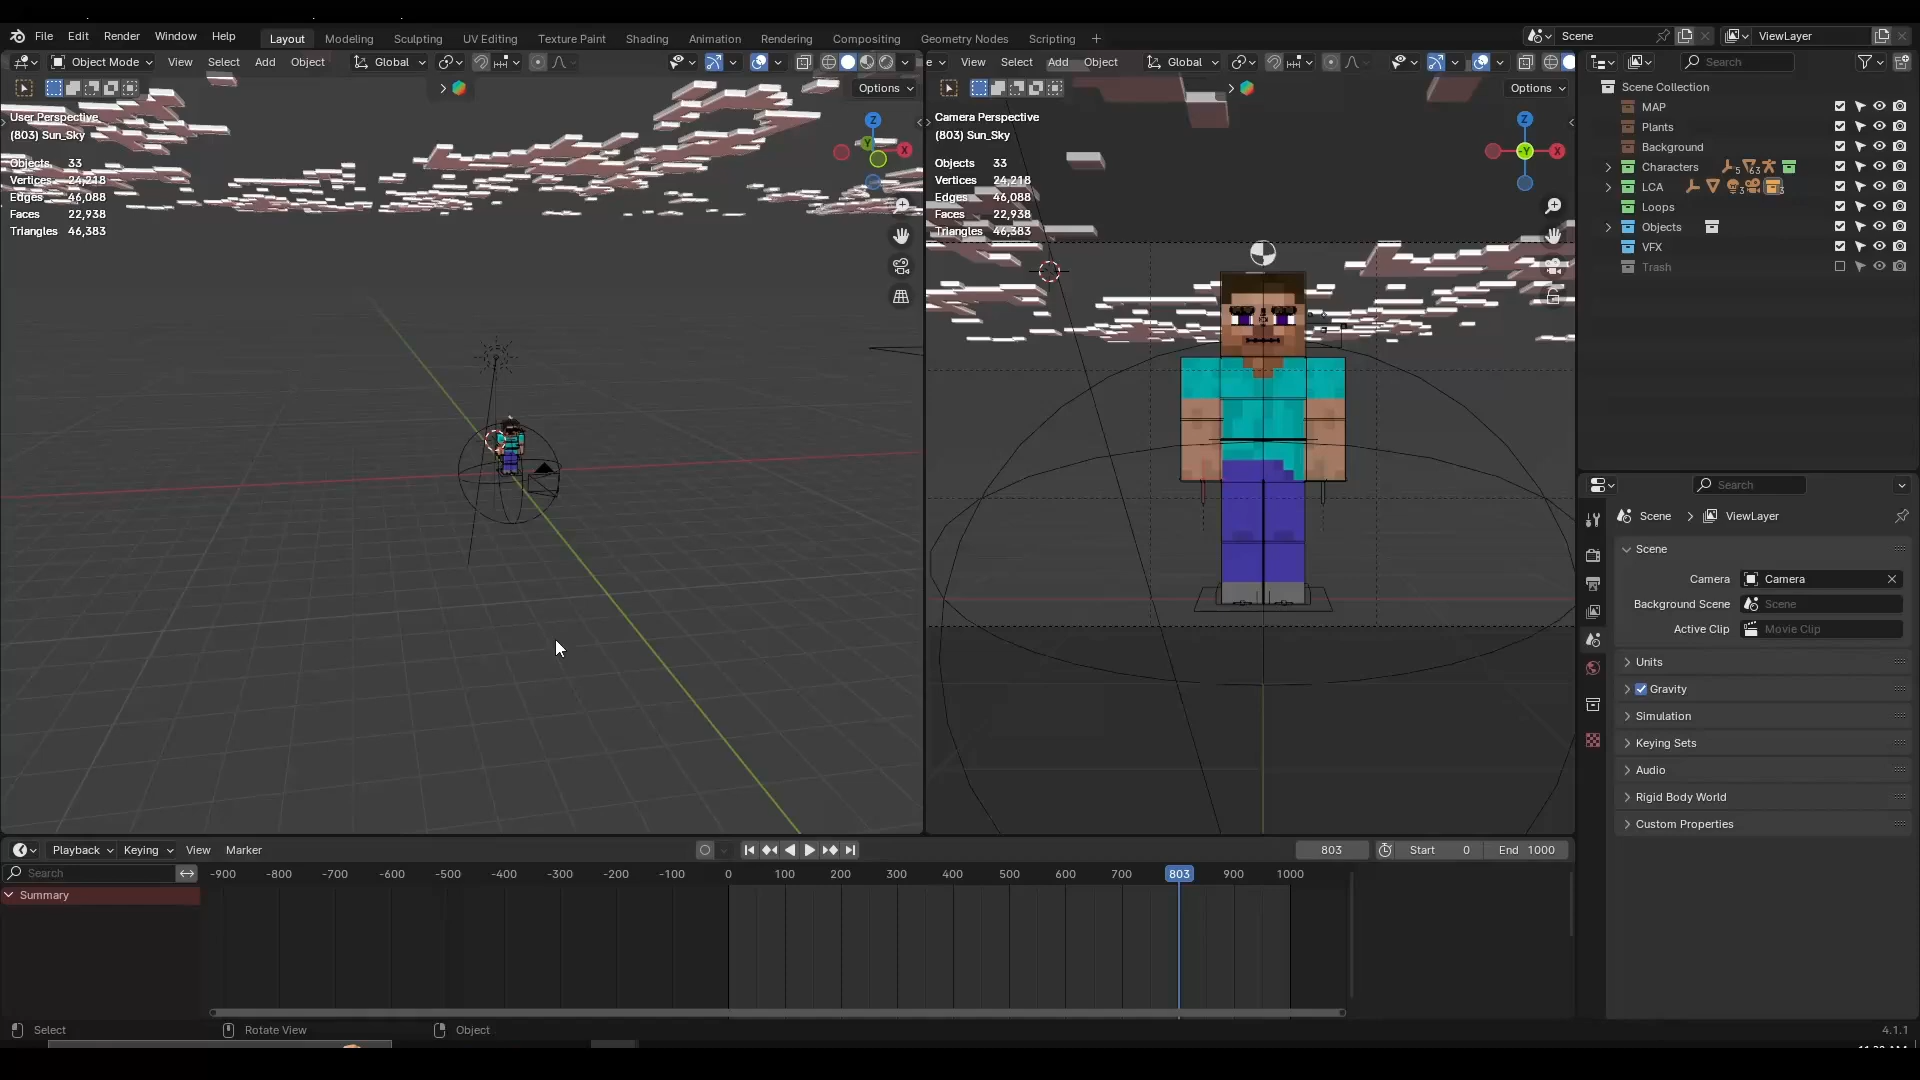 File Edit Render Window Help
Layout Modeling Sculpting UV Editing Texture Paint Shading Animation Rendering Compositing Geometry Nodes Scripting +
Scene ViewLayer
Object Mode View Select Add Object Global
Options
User Perspective
(803) Sun_Sky
Objects 33
Vertices 24,218
Edges 46,088
Faces 22,938
Triangles 46,383
Z
Y
X
View Select Add Object Global
Options
Camera Perspective
(803) Sun_Sky
Objects 33
Vertices 24,218
Edges 46,088
Faces 22,938
Triangles 46,383
Z
-Y
X
Search
Scene Collection
MAP
Plants
Background
Characters 5 63
LCA 3 3
Loops
Objects
VFX
Trash
Search
Scene ViewLayer
Scene
Camera Camera
Background Scene Scene
Active Clip Movie Clip
Units
Gravity
Simulation
Keying Sets
Audio
Rigid Body World
Custom Properties
Playback Keying View Marker
803 Start 0 End 1000
Search
-900 -800 -700 -600 -500 -400 -300 -200 -100 0 100 200 300 400 500 600 700 803 900 1000
Summary
Select Rotate View Object
4.1.1